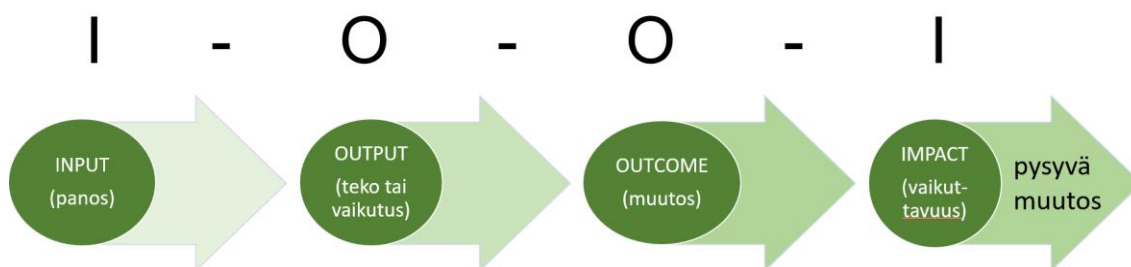 I - O - O - I
INPUT
(panos)
OUTPUT
(teko tai
vaikutus)
OUTCOME
(muutos)
IMPACT
(vaikut-
tavuus)
pysyvä
muutos